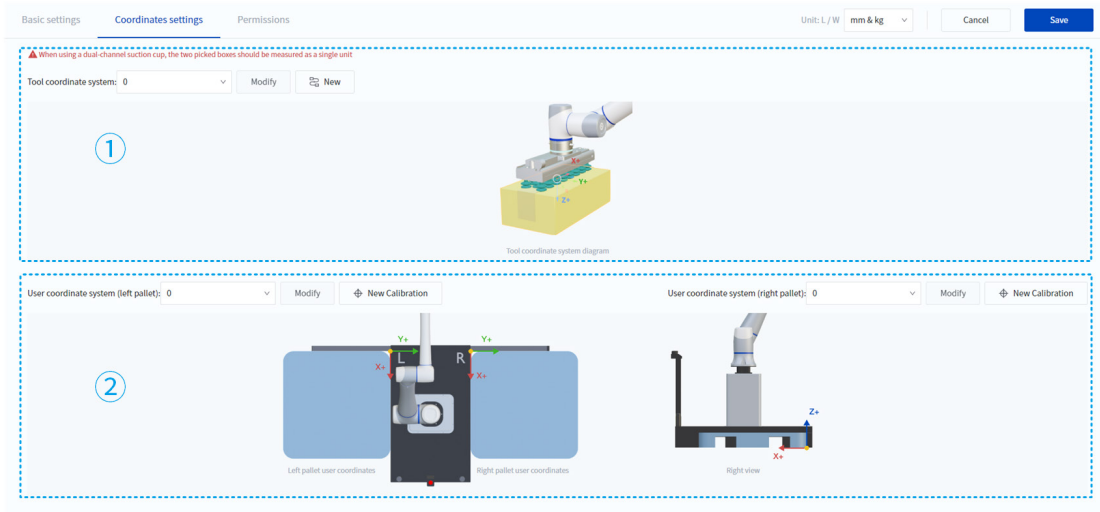 Basic settings Coordinates settings Permissions Unit: L / W mm & kg Cancel Save
When using a dual-channel suction cup, the two picked boxes should be measured as a single unit
Tool coordinate system: 0 Modify New
1
X+
Y+
Z+
Tool coordinate system diagram
User coordinate system (left pallet): 0 Modify New Calibration User coordinate system (right pallet): 0 Modify New Calibration
Y+ Y+
L R
X+ X+
2
Z+
X+
Left pallet user coordinates Right pallet user coordinates Right view